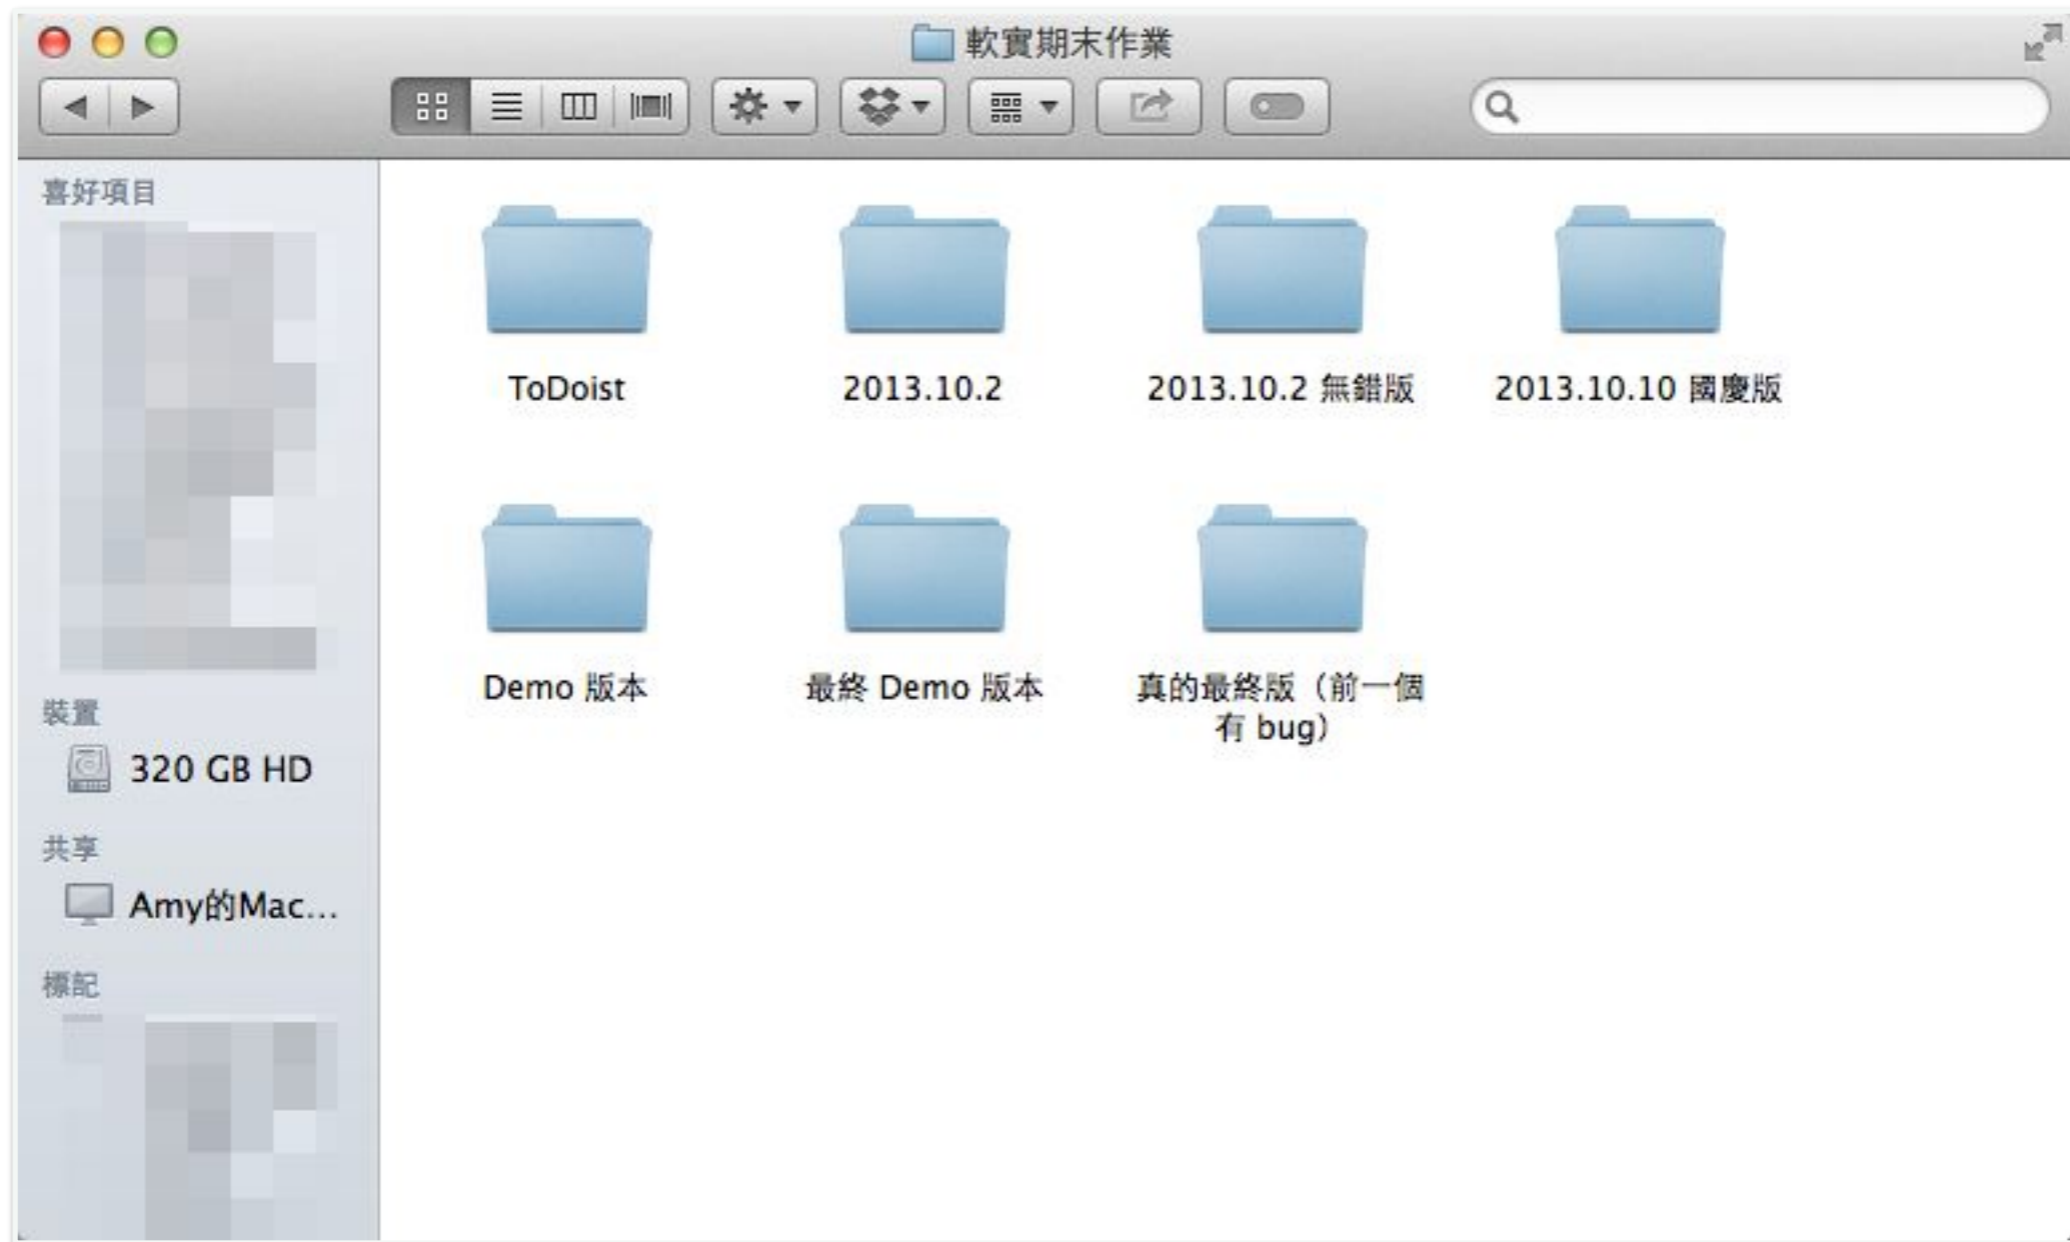 軟實期末作業
喜好項目
ToDoist
2013.10.2
2013.10.2 無錯版
2013.10.10 國慶版
Demo 版本
最終 Demo 版本
真的最終版（前一個
有 bug）
裝置
320 GB HD
共享
Amy的Mac...
標記